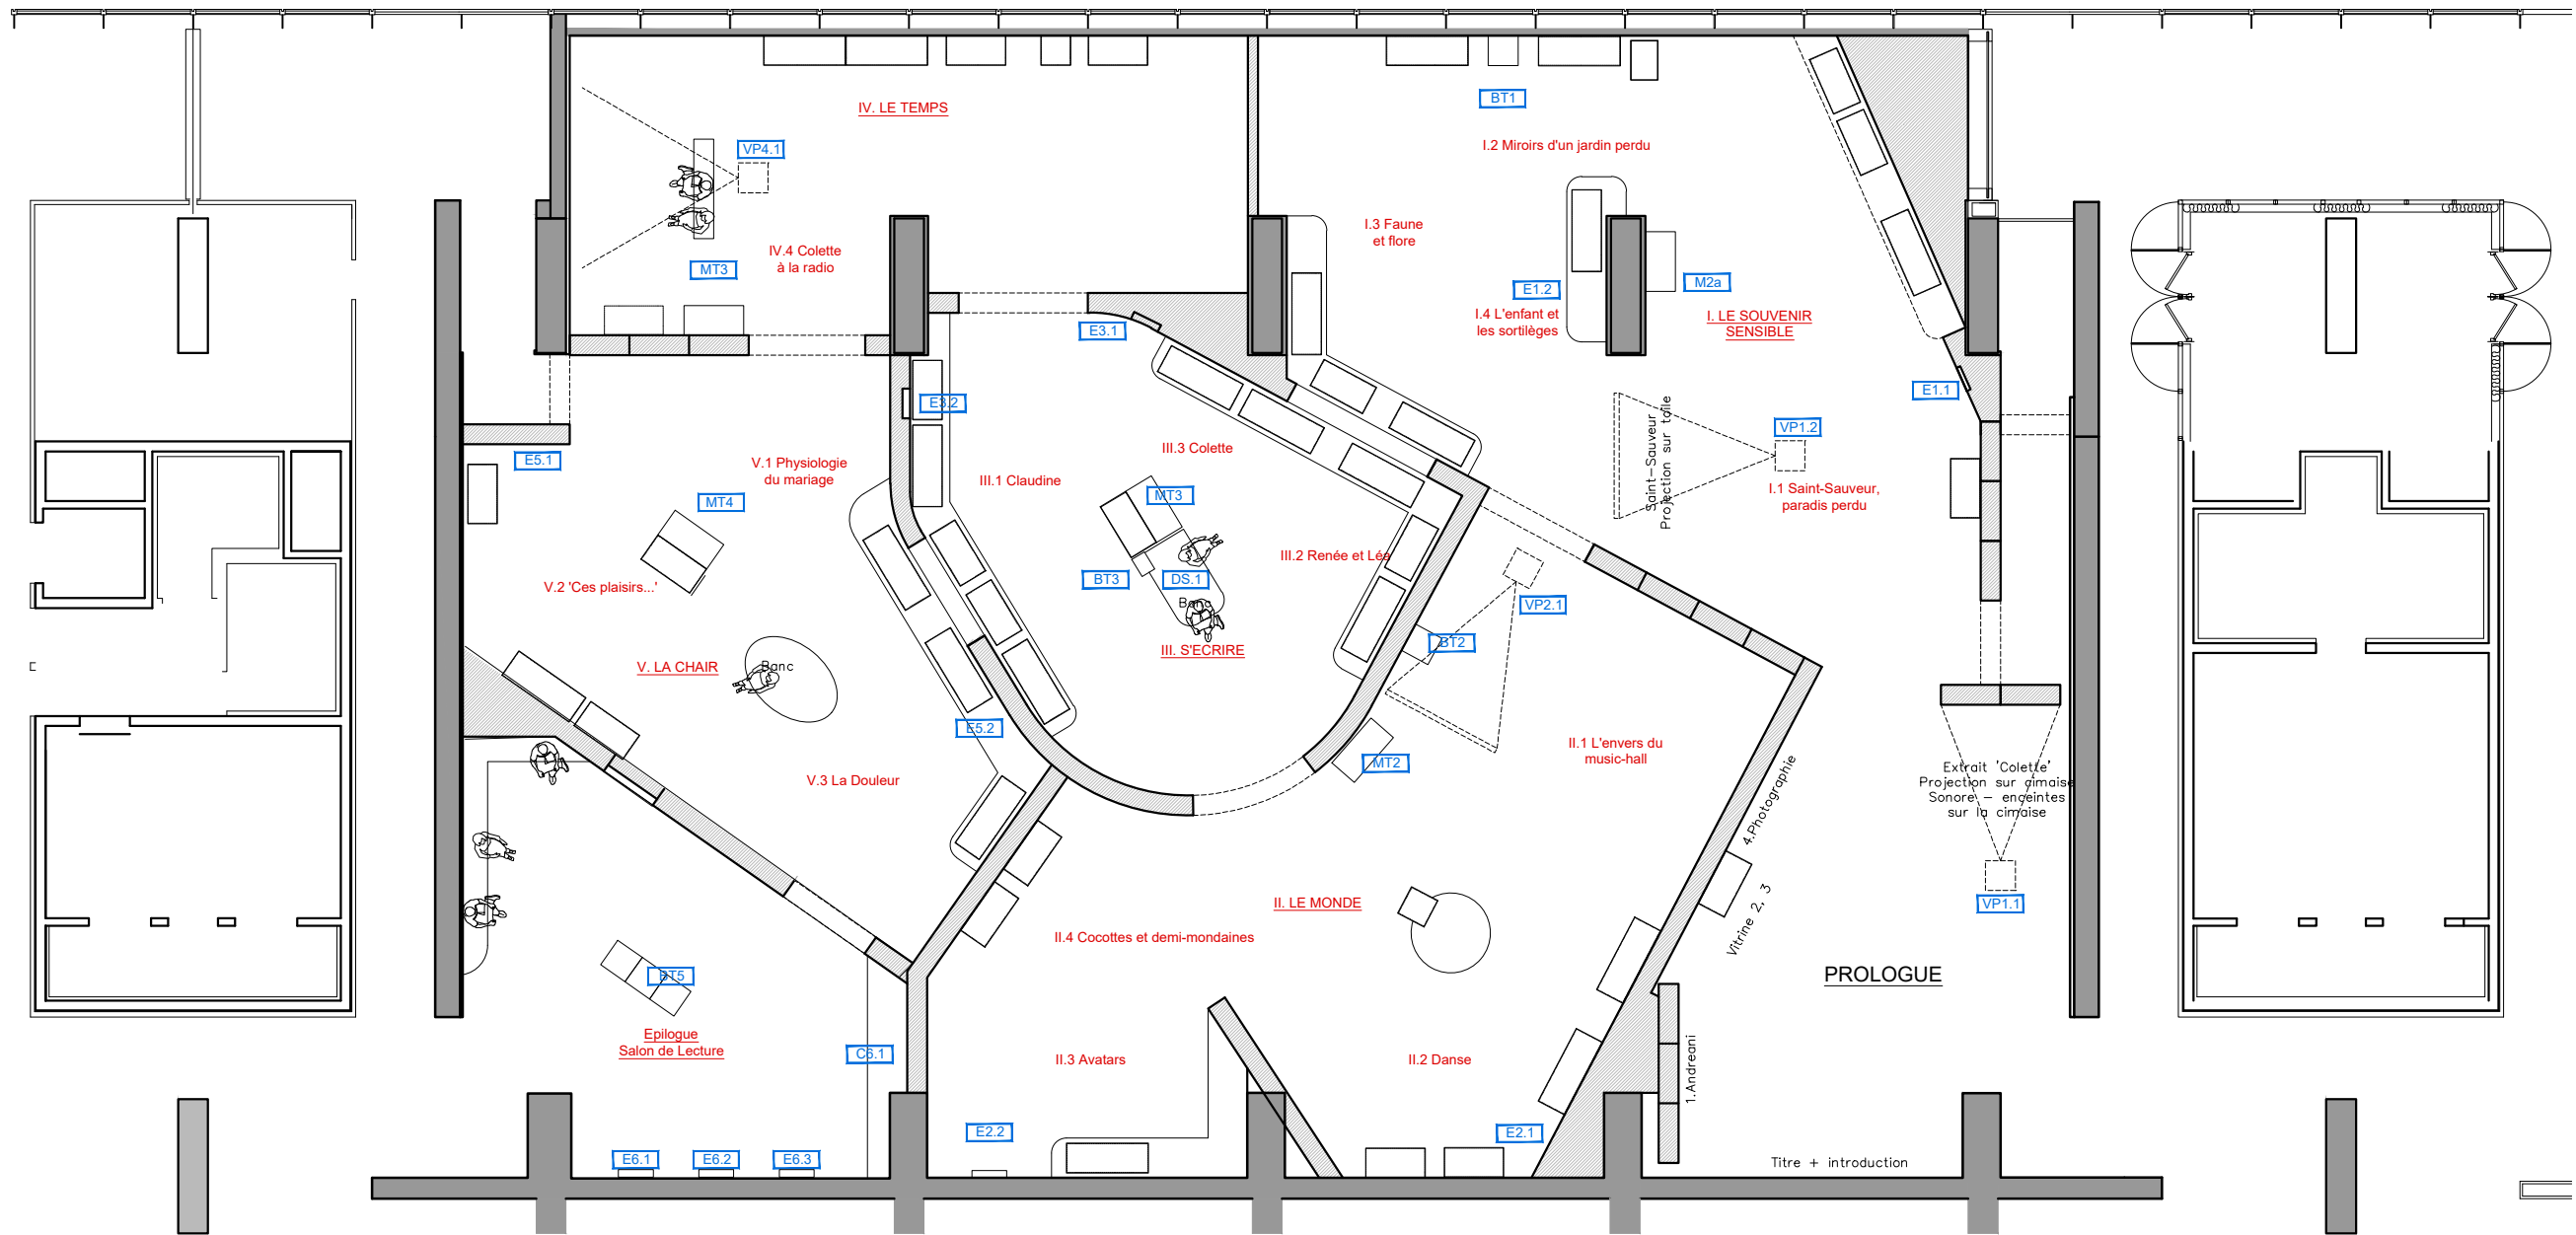 IV. LE TEMPS
BT1
VP4.1
I.2 Miroirs d'un jardin perdu
I.3 Faune
et flore
IV.4 Colette
à la radio
MT3
E1.2
M2a
I.4 L'enfant et
les sortilèges
I. LE SOUVENIR
SENSIBLE
E3.1
E3.2
E1.1
Saint-Sauveur
Projection sur toile
VP1.2
I.1 Saint-Sauveur,
paradis perdu
III.3 Colette
E5.1
V.1 Physiologie
du mariage
III.1 Claudine
MT4
MT3
III.2 Renée et Léa
V.2 'Ces plaisirs...'
BT3
DS.1
Banc
VP2.1
BT2
III. S'ECRIRE
V. LA CHAIR
Banc
E5.2
II.1 L'envers du
music-hall
MT2
V.3 La Douleur
4.Photographie
Extrait 'Colette'
Projection sur cimaise
Sonore – enceintes
sur la cimaise
VP1.1
II. LE MONDE
II.4 Cocottes et demi-mondaines
Vitrine 2, 3
PROLOGUE
BT5
Epilogue
Salon de Lecture
C6.1
II.3 Avatars
II.2 Danse
1.Andreani
E2.2
E2.1
E6.1
E6.2
E6.3
Titre + introduction